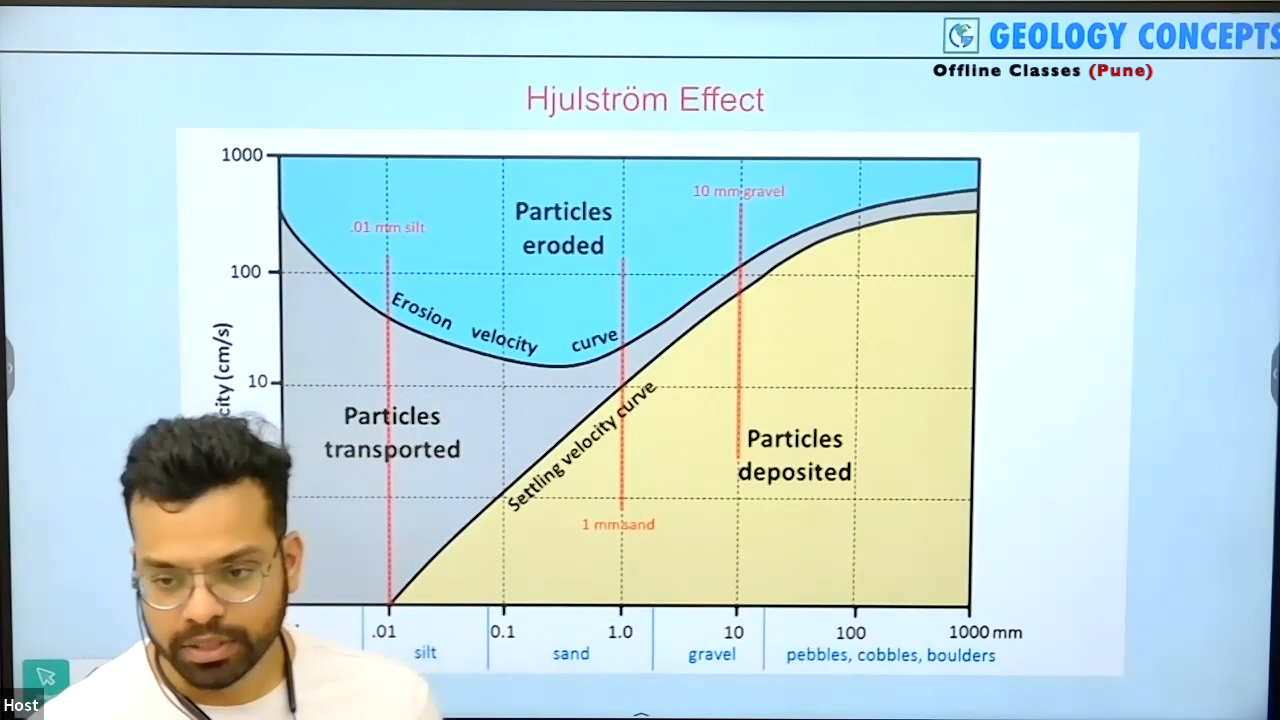 GEOLOGY CONCEPTS
Offline Classes (Pune)
Hjulström Effect
1000
100
10
city (cm/s)
.01 mm silt
Particles
eroded
10 mm gravel
Erosion velocity curve
Particles
transported
Settling velocity curve
Particles
deposited
1 mm sand
.01
0.1
1.0
10
100
1000 mm
silt
sand
gravel
pebbles, cobbles, boulders
Host